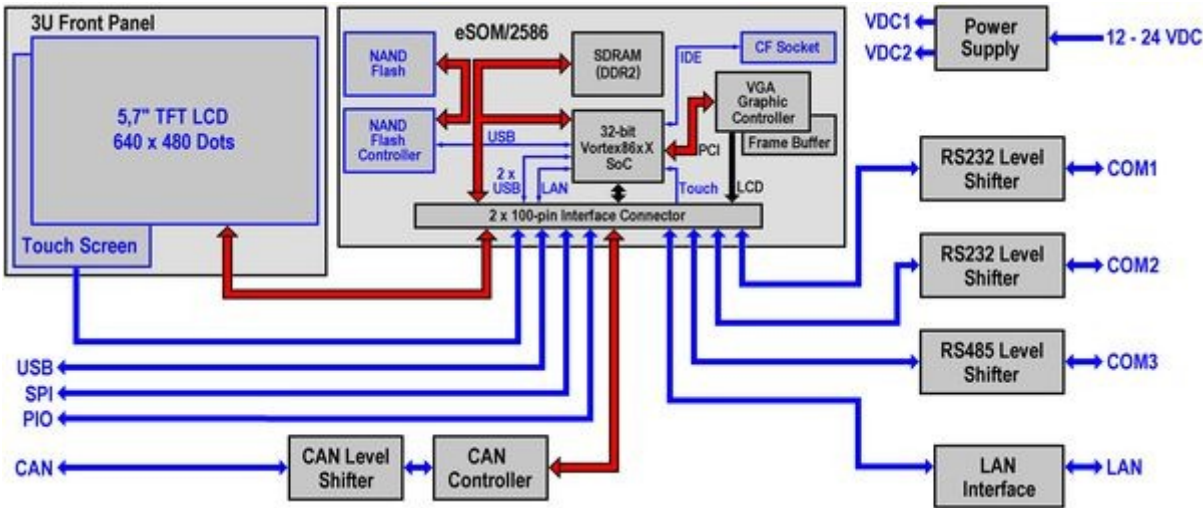 3U Front Panel
5,7" TFT LCD
640 x 480 Dots
Touch Screen
eSOM/2586
NAND
Flash
SDRAM
(DDR2)
IDE
CF Socket
VGA
Graphic
Controller
Frame Buffer
NAND
Flash
Controller
USB
32-bit
Vortex86xX
SoC
PCI
2 x
USB
LAN
Touch
LCD
2 x 100-pin Interface Connector
VDC1
VDC2
Power
Supply
12 - 24 VDC
RS232 Level
Shifter
COM1
RS232 Level
Shifter
COM2
RS485 Level
Shifter
COM3
LAN
Interface
LAN
USB
SPI
PIO
CAN
CAN Level
Shifter
CAN
Controller